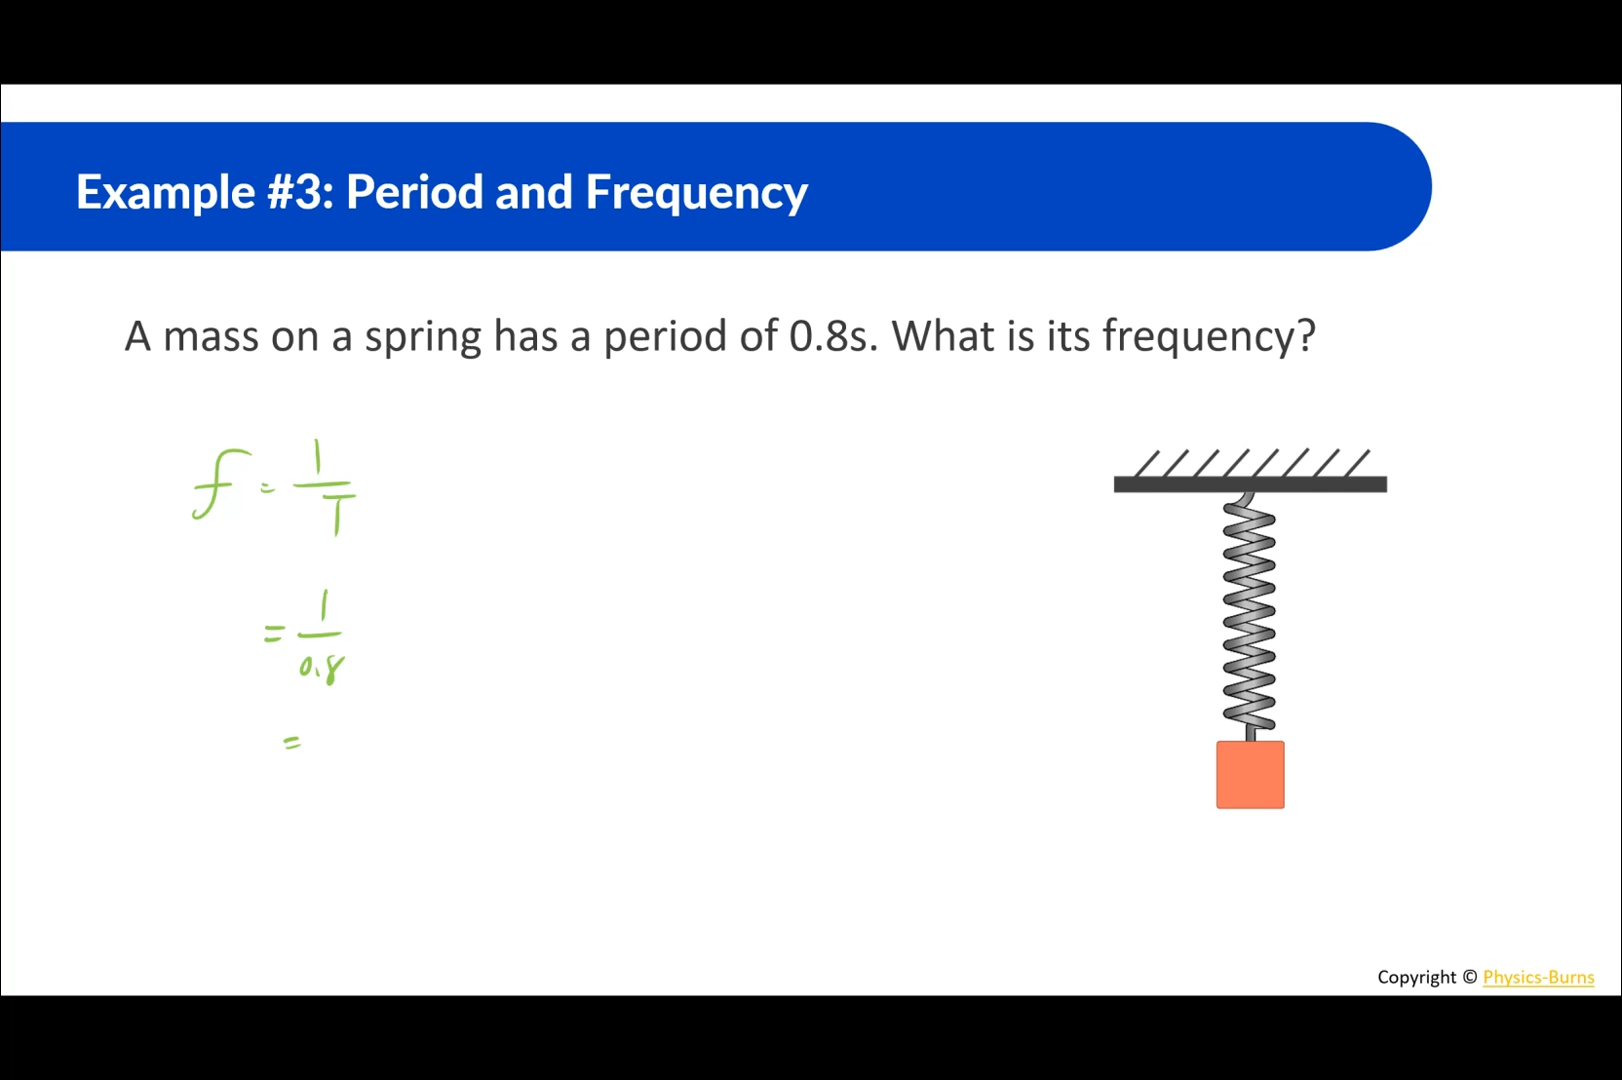 Example #3: Period and Frequency
A mass on a spring has a period of 0.8s. What is its frequency?
f = 1/T
= 1/0.8
=
Copyright © Physics-Burns